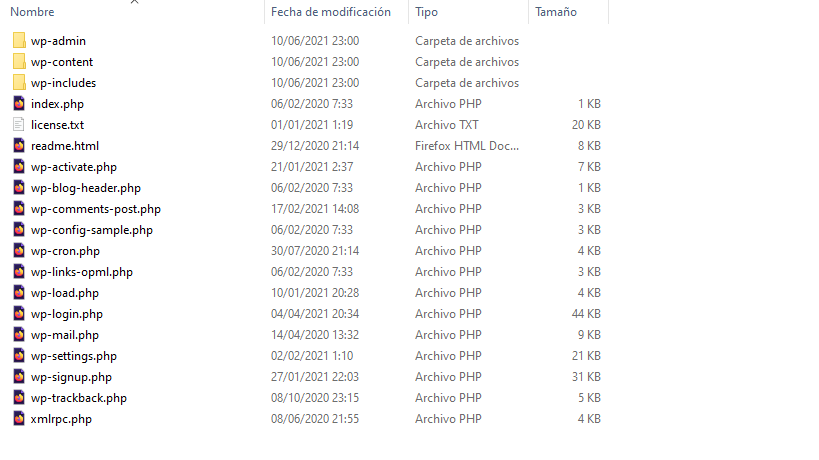 Nombre Fecha de modificación Tipo Tamaño
wp-admin 10/06/2021 23:00 Carpeta de archivos
wp-content 10/06/2021 23:00 Carpeta de archivos
wp-includes 10/06/2021 23:00 Carpeta de archivos
index.php 06/02/2020 7:33 Archivo PHP 1 KB
license.txt 01/01/2021 1:19 Archivo TXT 20 KB
readme.html 29/12/2020 21:14 Firefox HTML Doc... 8 KB
wp-activate.php 21/01/2021 2:37 Archivo PHP 7 KB
wp-blog-header.php 06/02/2020 7:33 Archivo PHP 1 KB
wp-comments-post.php 17/02/2021 14:08 Archivo PHP 3 KB
wp-config-sample.php 06/02/2020 7:33 Archivo PHP 3 KB
wp-cron.php 30/07/2020 21:14 Archivo PHP 4 KB
wp-links-opml.php 06/02/2020 7:33 Archivo PHP 3 KB
wp-load.php 10/01/2021 20:28 Archivo PHP 4 KB
wp-login.php 04/04/2021 20:34 Archivo PHP 44 KB
wp-mail.php 14/04/2020 13:32 Archivo PHP 9 KB
wp-settings.php 02/02/2021 1:10 Archivo PHP 21 KB
wp-signup.php 27/01/2021 22:03 Archivo PHP 31 KB
wp-trackback.php 08/10/2020 23:15 Archivo PHP 5 KB
xmlrpc.php 08/06/2020 21:55 Archivo PHP 4 KB